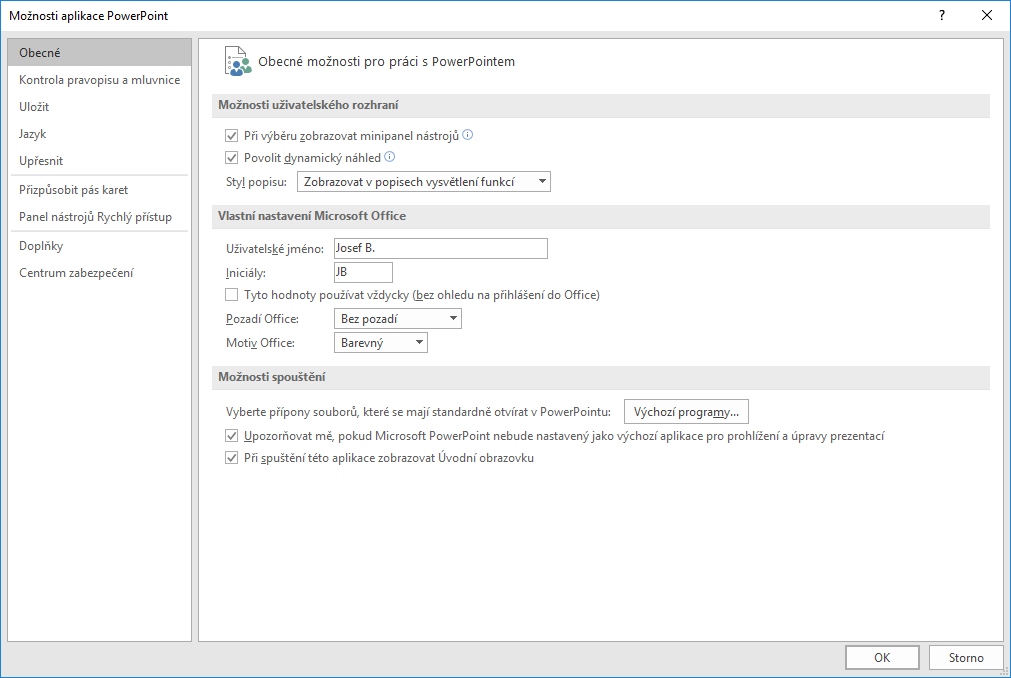 Možnosti aplikace PowerPoint
?
Obecné
Kontrola pravopisu a mluvnice
Uložit
Jazyk
Upřesnit
Přizpůsobit pás karet
Panel nástrojů Rychlý přístup
Doplňky
Centrum zabezpečení
Obecné možnosti pro práci s PowerPointem
Možnosti uživatelského rozhraní
Při výběru zobrazovat minipanel nástrojů
Povolit dynamický náhled
Styl popisu: Zobrazovat v popisech vysvětlení funkcí
Vlastní nastavení Microsoft Office
Uživatelské jméno: Josef B.
Iniciály: JB
Tyto hodnoty používat vždycky (bez ohledu na přihlášení do Office)
Pozadí Office: Bez pozadí
Motiv Office: Barevný
Možnosti spouštění
Vyberte přípony souborů, které se mají standardně otvírat v PowerPointu: Výchozí programy...
Upozorňovat mě, pokud Microsoft PowerPoint nebude nastavený jako výchozí aplikace pro prohlížení a úpravy prezentací
Při spuštění této aplikace zobrazovat Úvodní obrazovku
OK Storno